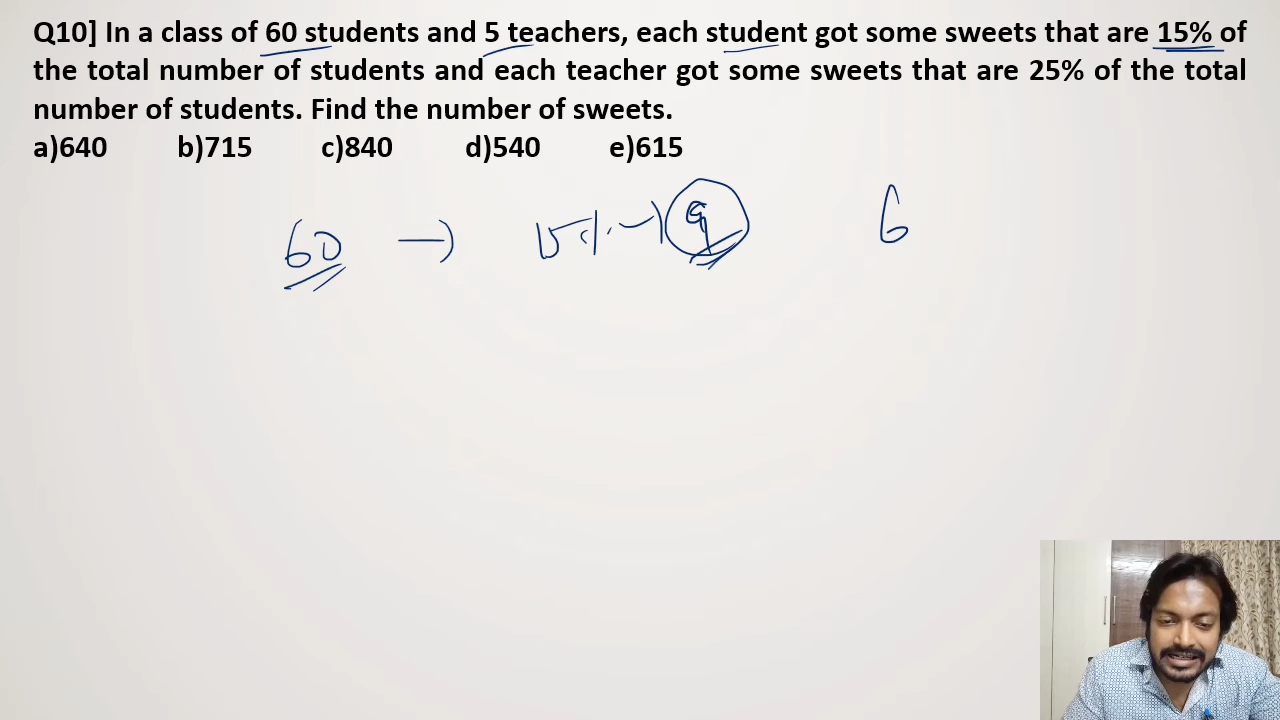 Q10] In a class of 60 students and 5 teachers, each student got some sweets that are 15% of
the total number of students and each teacher got some sweets that are 25% of the total
number of students. Find the number of sweets.
a)640 b)715 c)840 d)540 e)615
60 → 15% → 9 6